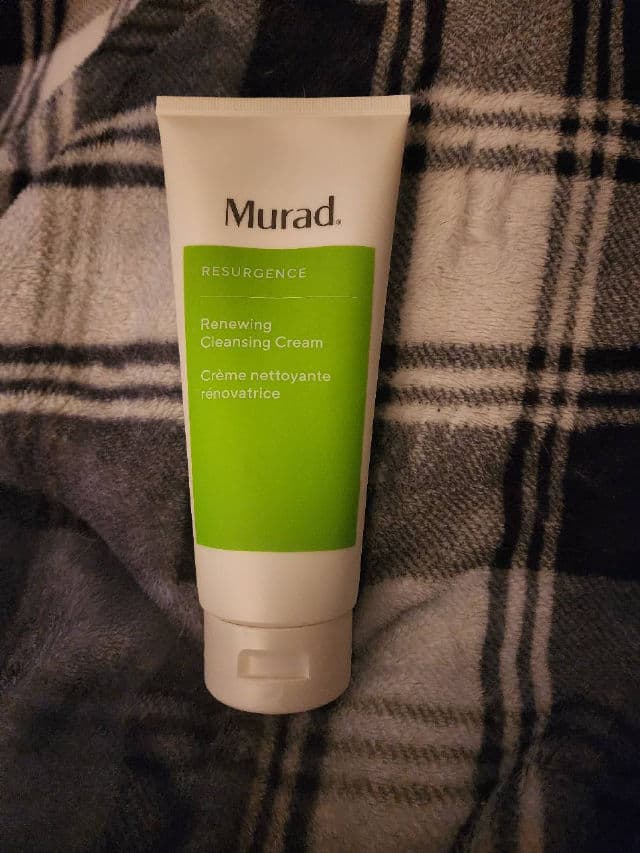 Murad.
RESURGENCE
Renewing
Cleansing Cream
Crème nettoyante
rénovatrice